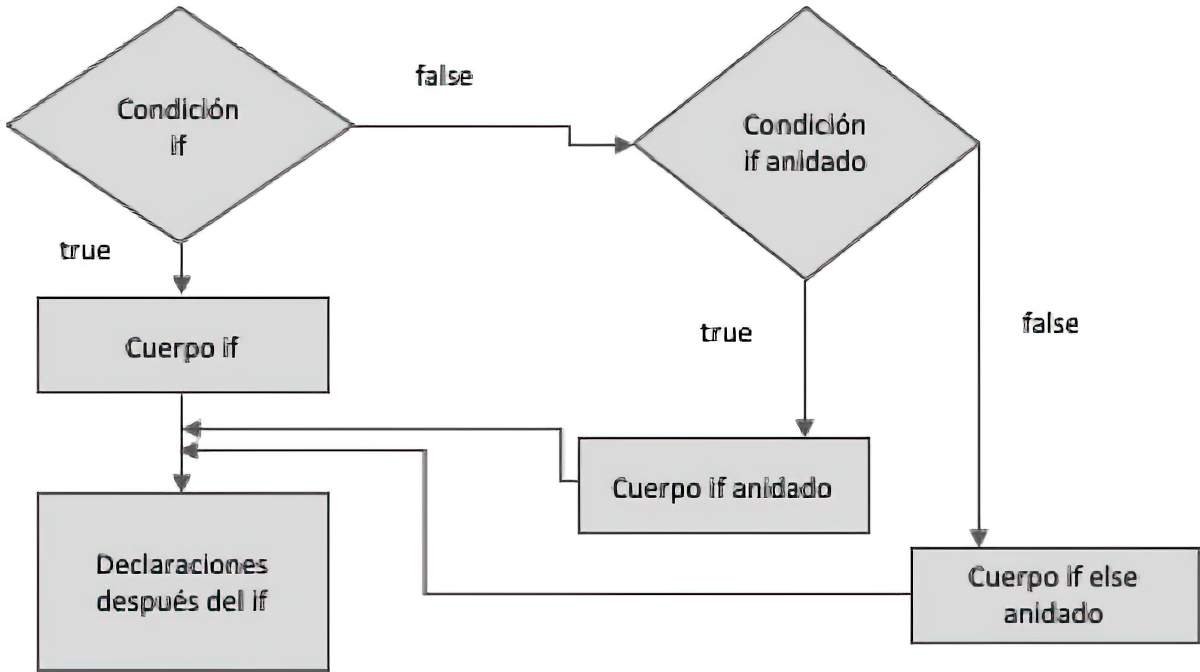 Condición
if
false
Condición
if anidado
true
Cuerpo if
true
false
Cuerpo if anidado
Declaraciones
después del if
Cuerpo if else
anidado